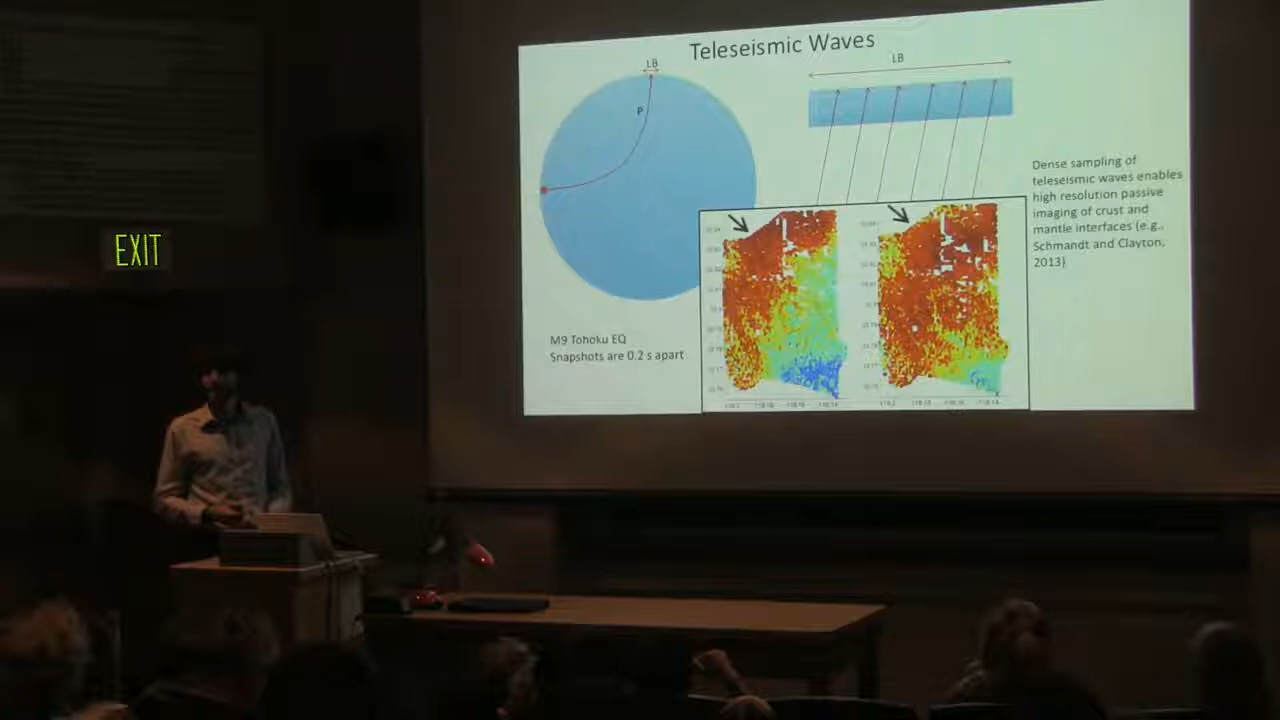 Teleseismic Waves
LB
LB
P
Dense sampling of
teleseismic waves enables
high resolution passive
imaging of crust and
mantle interfaces (e.g.,
Schmandt and Clayton,
2013)
M9 Tohoku EQ
Snapshots are 0.2 s apart
EXIT